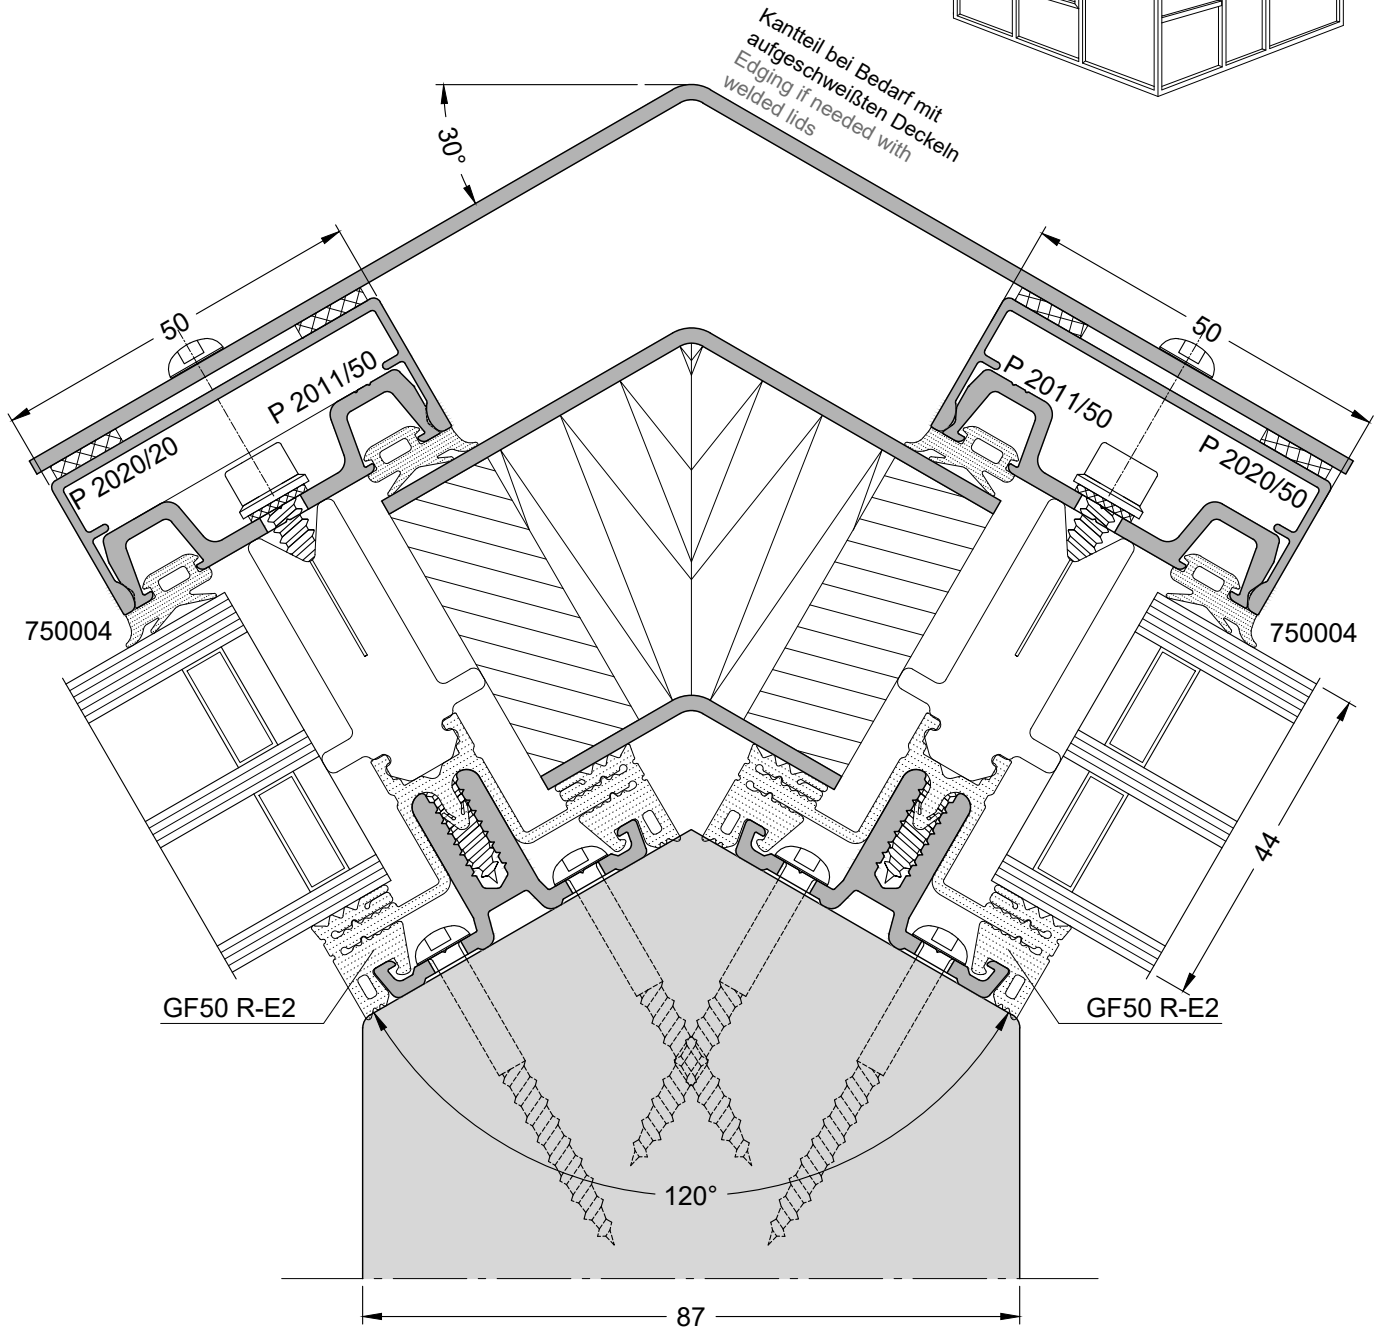 Kantteil bei Bedarf mit
aufgeschweißten Deckeln
Edging if needed with
welded lids
30°
50
50
P 2011/50
P 2020/20
P 2011/50
P 2020/50
750004
750004
44
GF50 R-E2
GF50 R-E2
120°
87